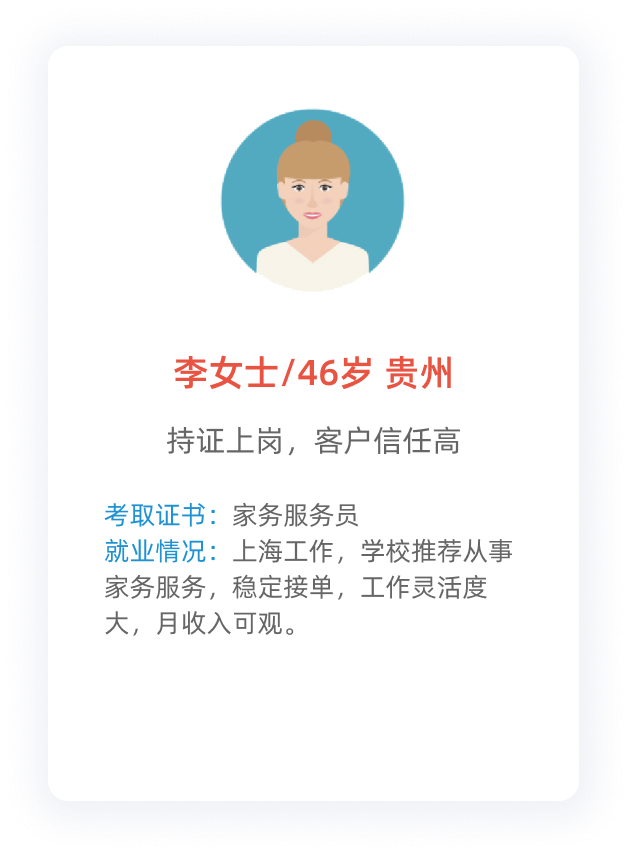 李女士/46岁 贵州
持证上岗，客户信任高
考取证书：家务服务员
就业情况：上海工作，学校推荐从事
家务服务，稳定接单，工作灵活度
大，月收入可观。